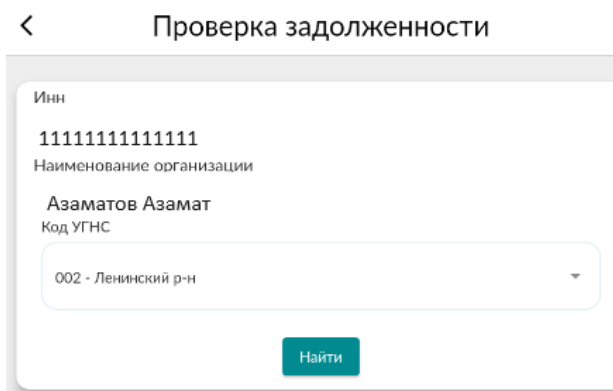 Проверка задолженности
Инн
11111111111111
Наименование организации
Азаматов Азамат
Код УГНС
002 - Ленинский р-н
Найти